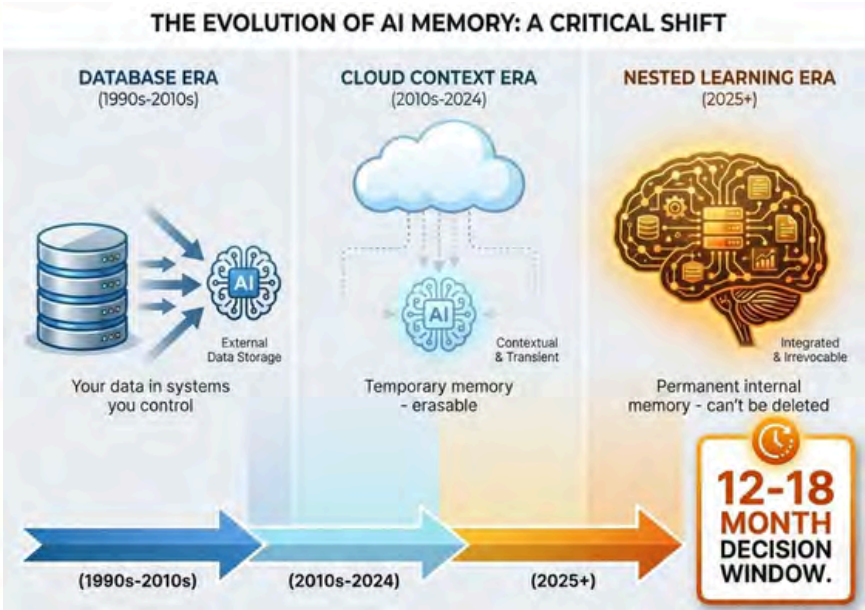 THE EVOLUTION OF AI MEMORY: A CRITICAL SHIFT
DATABASE ERA
(1990s-2010s)
AI
External
Data Storage
Your data in systems
you control
CLOUD CONTEXT ERA
(2010s-2024)
AI
Contextual
& Transient
Temporary memory
- erasable
NESTED LEARNING ERA
(2025+)
Integrated
& Irrevocable
Permanent internal
memory - can't be deleted
12-18
MONTH
DECISION
WINDOW.
(1990s-2010s)
(2010s-2024)
(2025+)